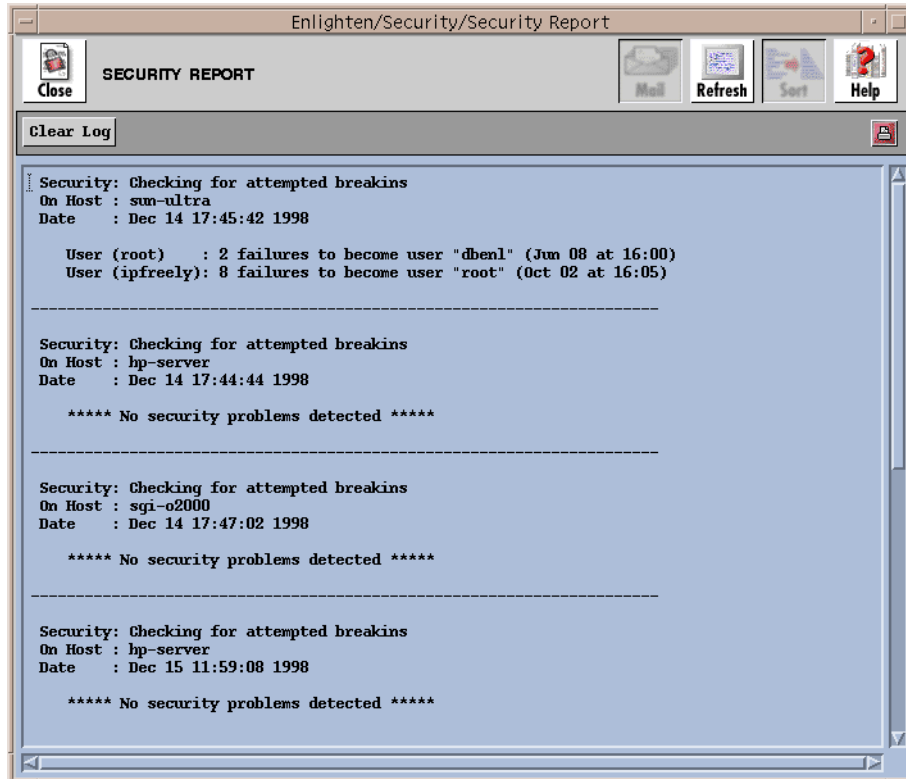 Enlighten/Security/Security Report
Close
SECURITY REPORT
Mail
Refresh
Sort
Help
Clear Log
Security: Checking for attempted breakins
On Host : sun-ultra
Date    : Dec 14 17:45:42 1998
User (root)    : 2 failures to become user "dbenl" (Jun 08 at 16:00)
User (ipfreely): 8 failures to become user "root" (Oct 02 at 16:05)
Security: Checking for attempted breakins
On Host : hp-server
Date    : Dec 14 17:44:44 1998
***** No security problems detected *****
Security: Checking for attempted breakins
On Host : sgi-o2000
Date    : Dec 14 17:47:02 1998
***** No security problems detected *****
Security: Checking for attempted breakins
On Host : hp-server
Date    : Dec 15 11:59:08 1998
***** No security problems detected *****